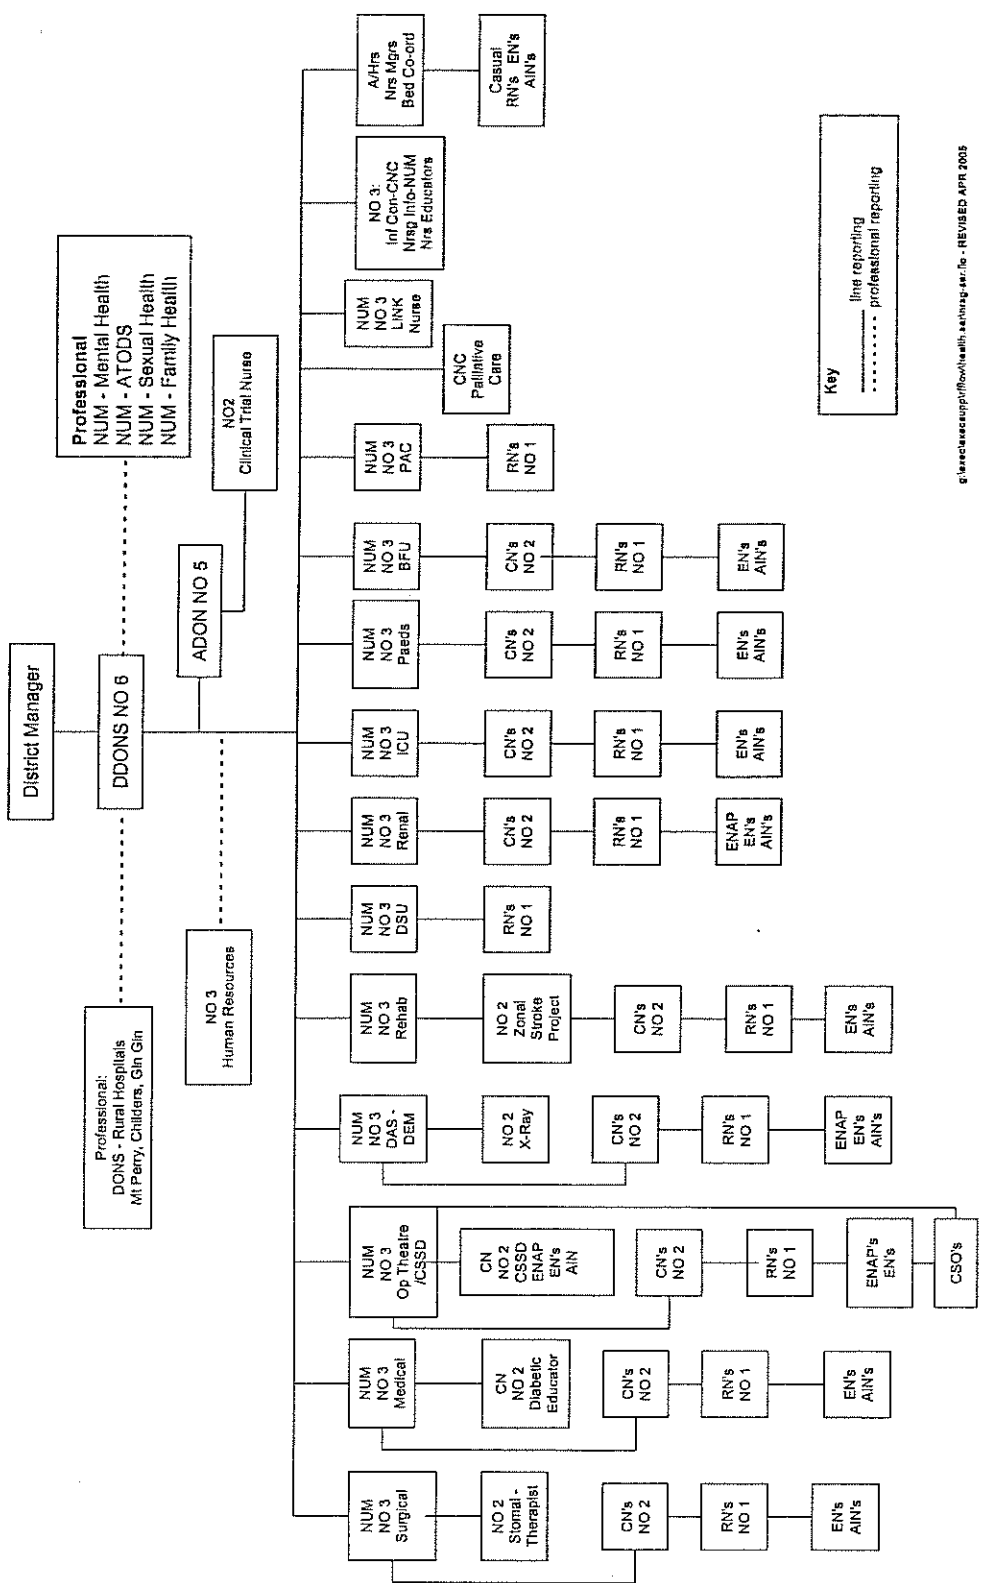 District Manager
DDONS NO 6
Professional:
DONS - Rural Hospitals
Mt Perry, Childers, Gin Gin
Professional
NUM - Mental Health
NUM - ATODS
NUM - Sexual Health
NUM - Family Health
ADON NO 5
NO2
Clinical Trial Nurse
NO 3
Human Resources
NUM
NO 3
Surgical
NO 2
Stomal -
Therapist
CN's
NO 2
RN's
NO 1
EN's
AIN's
NUM
NO 3
Medical
CN
NO 2
Diabetic
Educator
CN's
NO 2
RN's
NO 1
EN's
AIN's
NUM
NO 3
Op Theatre
/CSSD
CN
NO 2
CSSD
ENAP
EN's
AIN
CN's
NO 2
RN's
NO 1
ENAP's
EN's
CSO's
NUM
NO 3
DAS -
DEM
NO 2
X-Ray
CN's
NO 2
RN's
NO 1
ENAP
EN's
AIN's
NUM
NO 3
Rehab
NO 2
Zonal
Stroke
Project
CN's
NO 2
RN's
NO 1
EN's
AIN's
NUM
NO 3
DSU
RN's
NO 1
NUM
NO 3
Renal
CN's
NO 2
RN's
NO 1
ENAP
EN's
AIN's
NUM
NO 3
ICU
CN's
NO 2
RN's
NO 1
EN's
AIN's
NUM
NO 3
Paeds
CN's
NO 2
RN's
NO 1
EN's
AIN's
NUM
NO 3
BFU
CN's
NO 2
RN's
NO 1
EN's
AIN's
NUM
NO 3
PAC
RN's
NO 1
CNC
Palliative
Care
NUM
NO 3
LINK
Nurse
NO 3:
Inf Con-CNC
Nrsg Info-NUM
Nrs Educators
A/Hrs
Nrs Mgrs
Bed Co-ord
Casual
RN's EN's
AIN's
Key
line reporting
professional reporting
- REVISED APR 2005